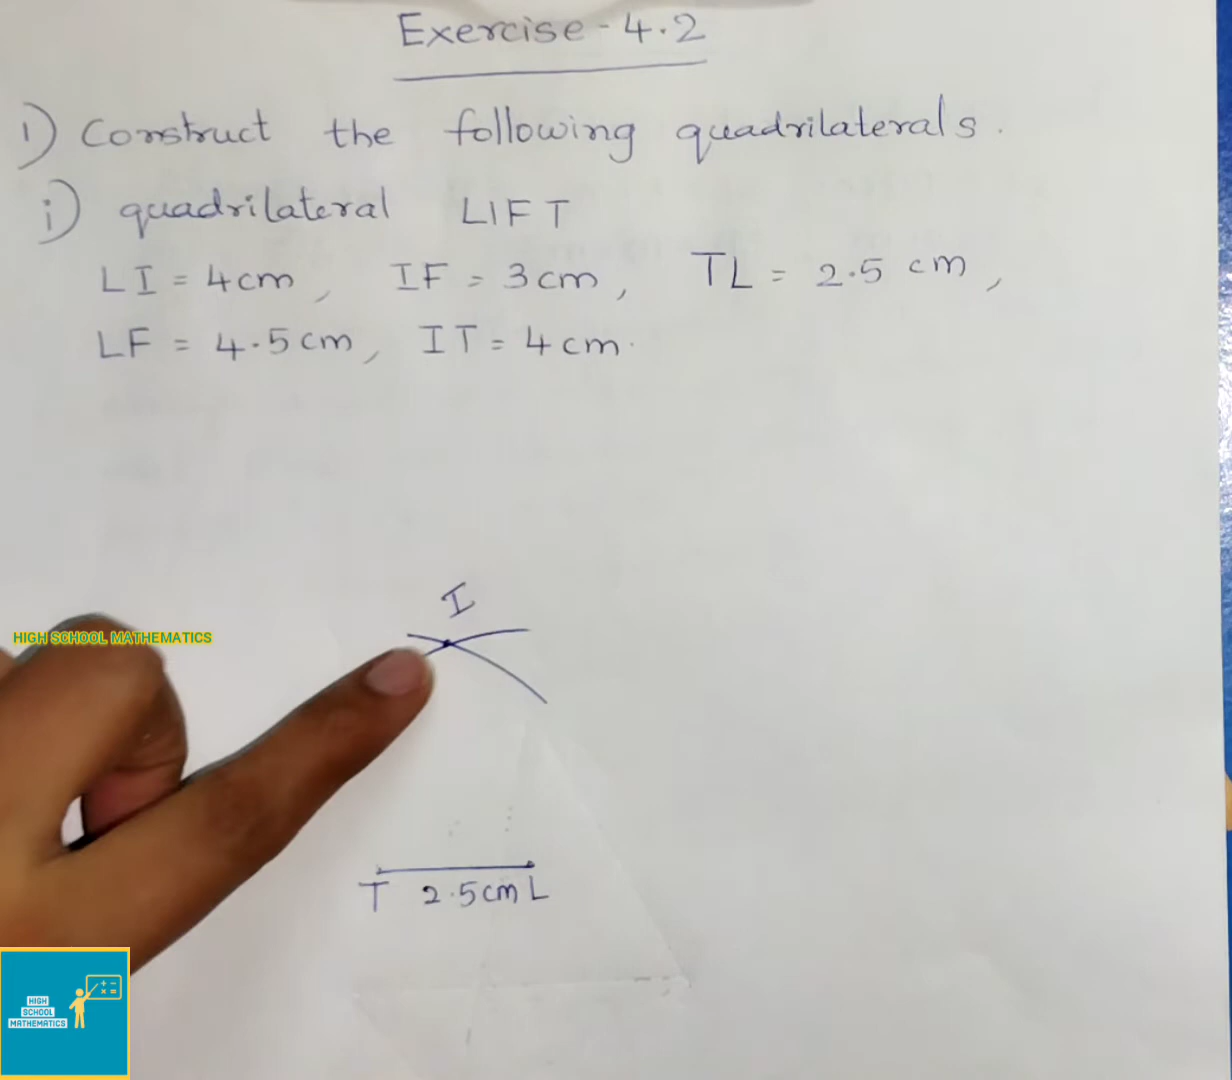 Exercise - 4.2
1) Construct the following quadrilaterals.
i) quadrilateral LIFT
LI = 4cm, IF = 3cm, TL = 2.5 cm,
LF = 4.5cm, IT = 4cm.
I
HIGH SCHOOL MATHEMATICS
T 2.5cm L
HIGH
SCHOOL
MATHEMATICS